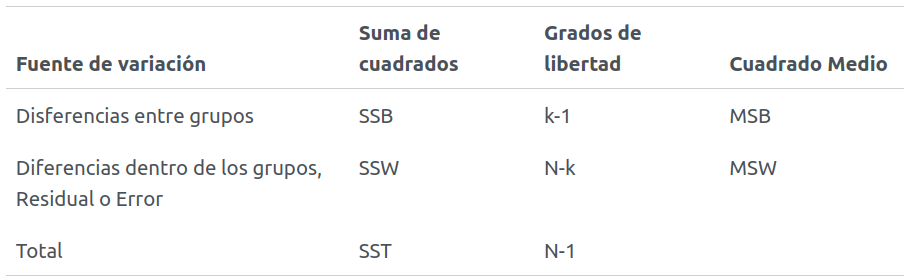 Fuente de variación Suma de cuadrados Grados de libertad Cuadrado Medio
Disferencias entre grupos SSB k-1 MSB
Diferencias dentro de los grupos, SSW N-k MSW
Residual o Error
Total SST N-1